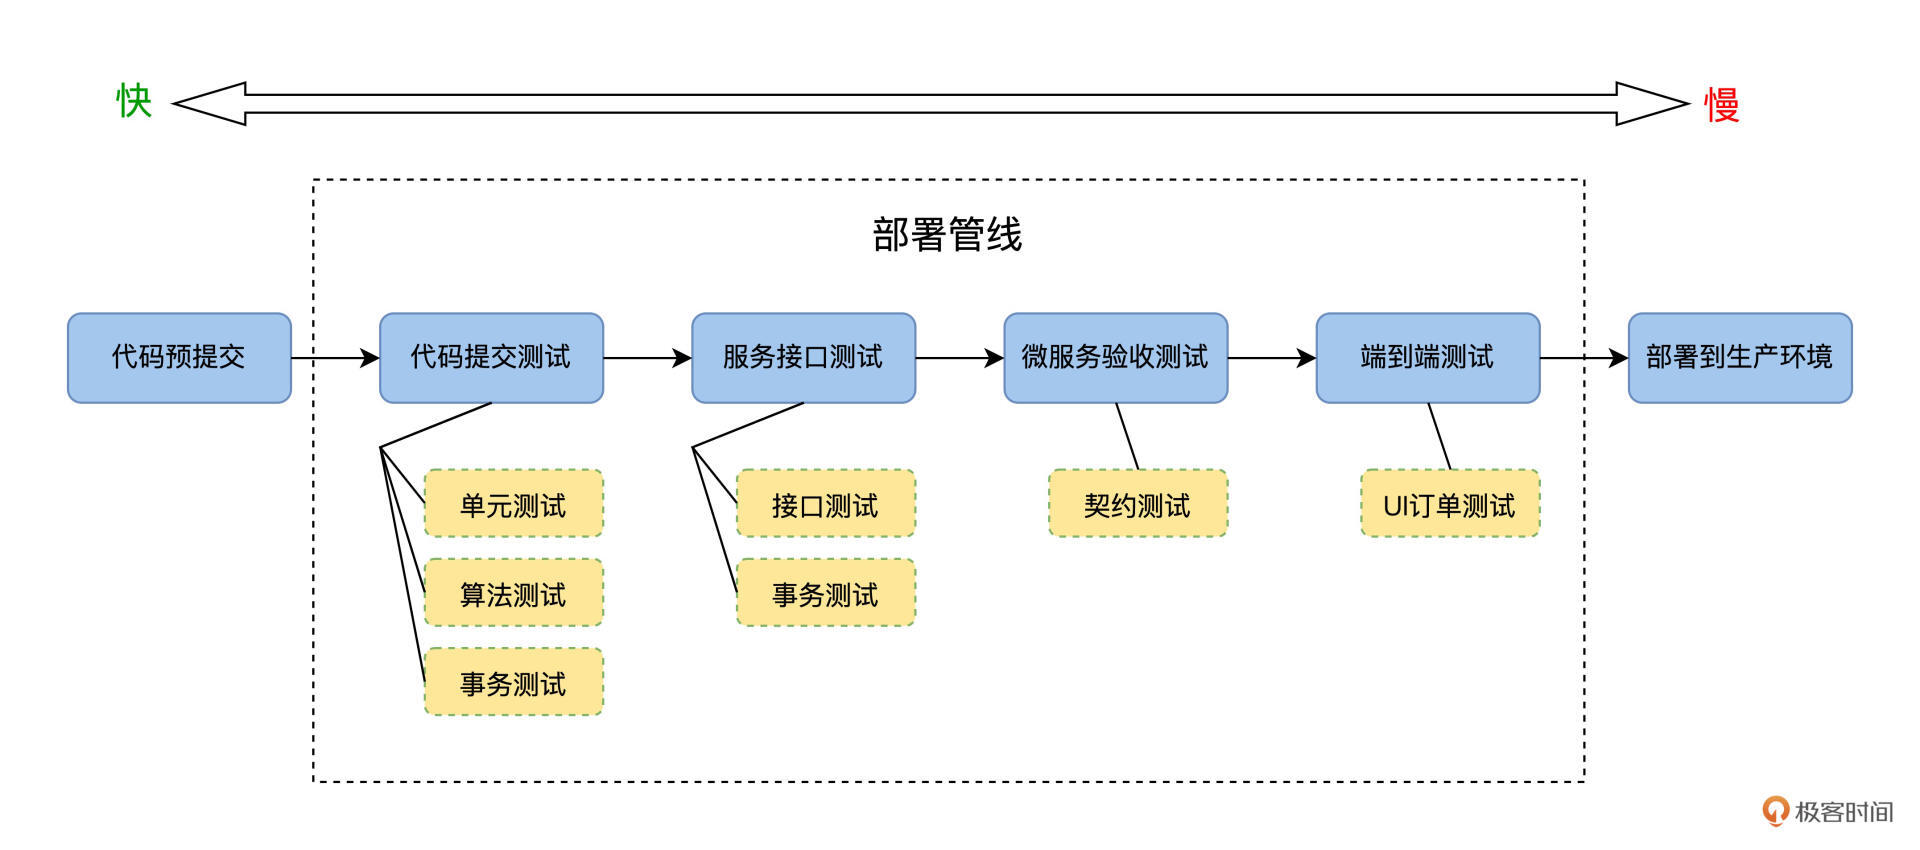 快
慢
部署管线
代码预提交
代码提交测试
服务接口测试
微服务验收测试
端到端测试
部署到生产环境
单元测试
接口测试
契约测试
UI订单测试
算法测试
事务测试
事务测试
极客时间